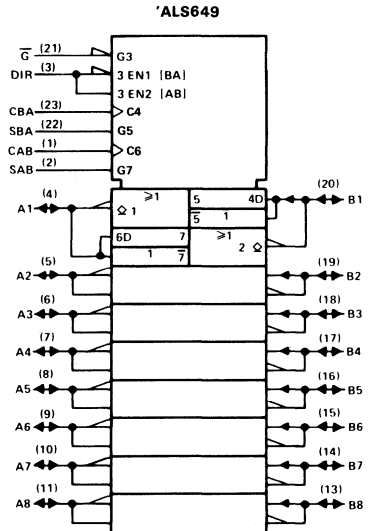 'ALS649
G (21) G3
DIR (3) 3 EN1 [BA]
3 EN2 [AB]
CBA (23) C4
SBA (22) G5
CAB (1) C6
SAB (2) G7
A1 (4) ≥1 5 4D (20) B1
◇ 1 5 1
6D 7 ≥1
1 7 2 ◇
A2 (5) (19) B2
A3 (6) (18) B3
A4 (7) (17) B4
A5 (8) (16) B5
A6 (9) (15) B6
A7 (10) (14) B7
A8 (11) (13) B8